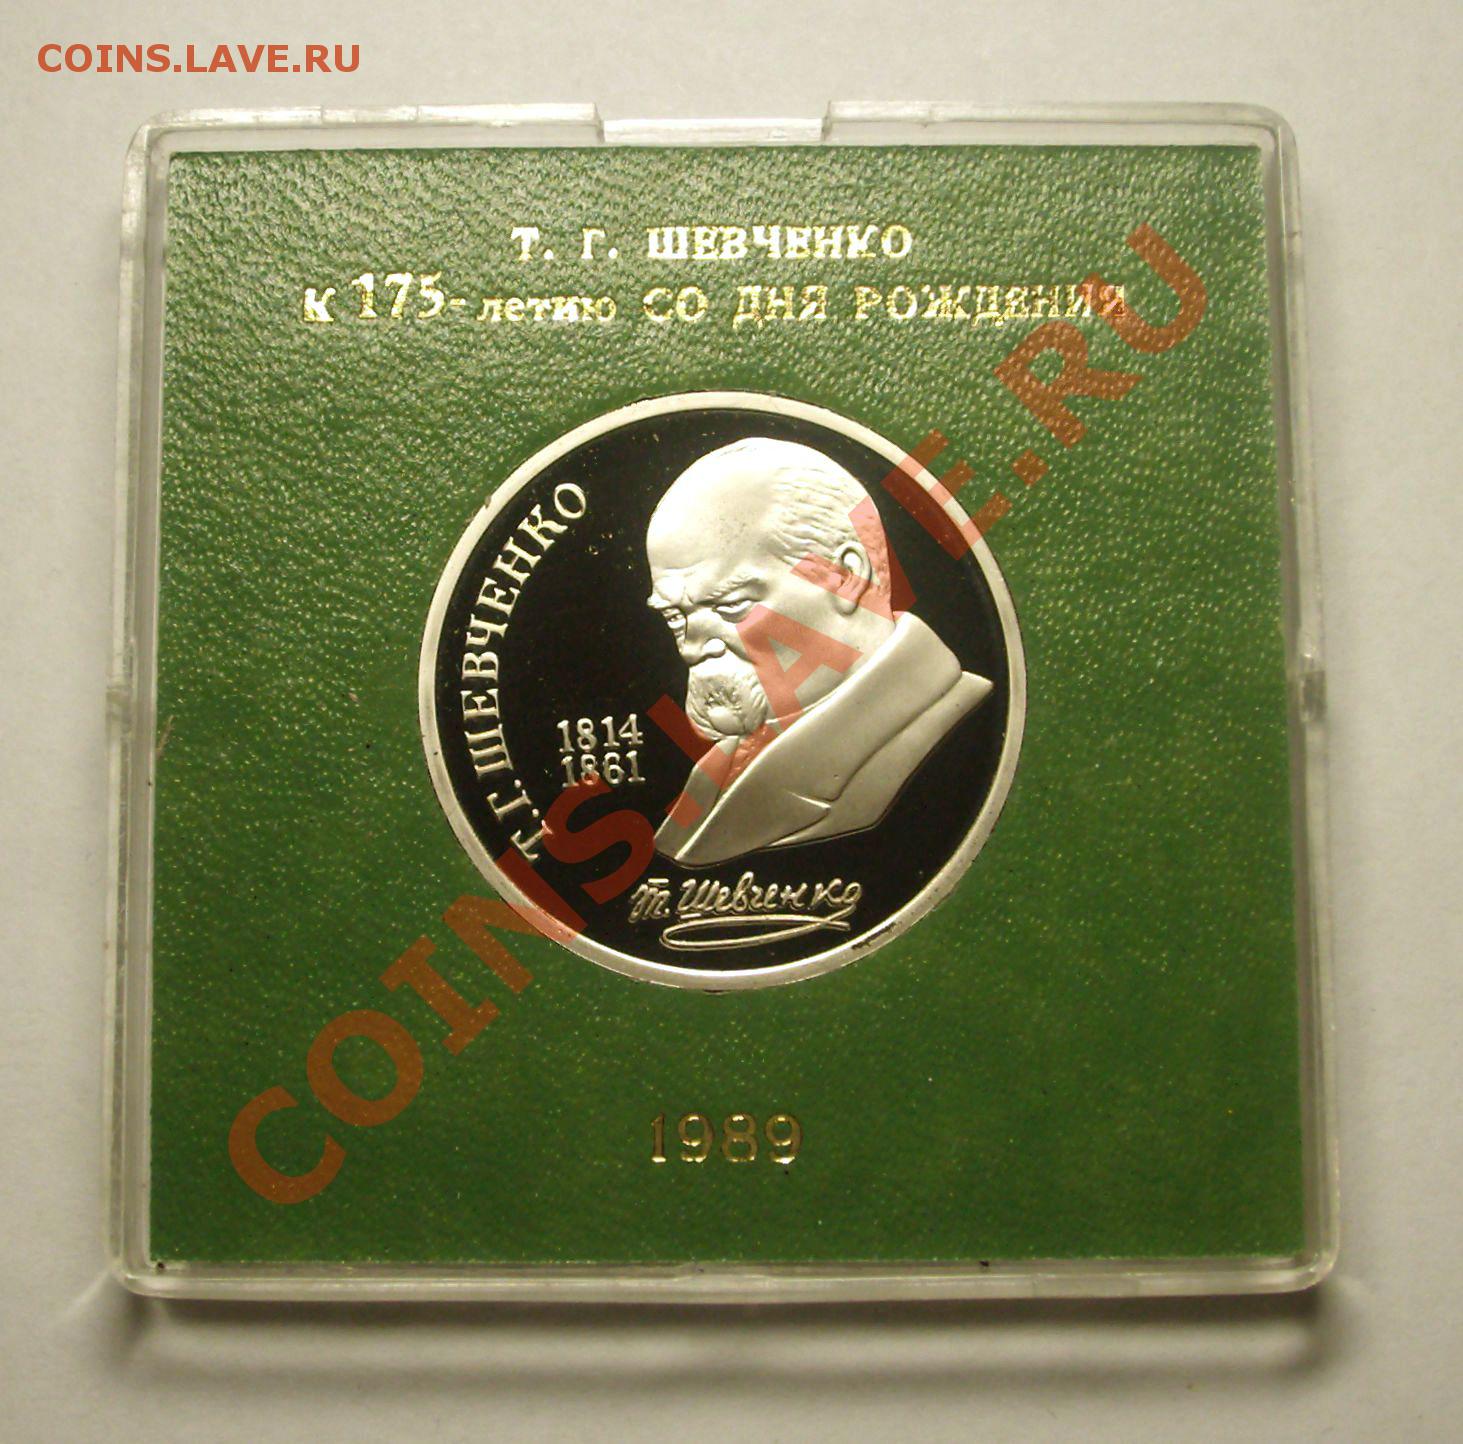 COINS.LAVE.RU
Т. Г. ШЕВЧЕНКО
К 175-летию СО ДНЯ РОЖДЕНИЯ
Т.Г.ШЕВЧЕНКО
1814
1861
Т. Шевченко
1989
COINS.LAVE.RU